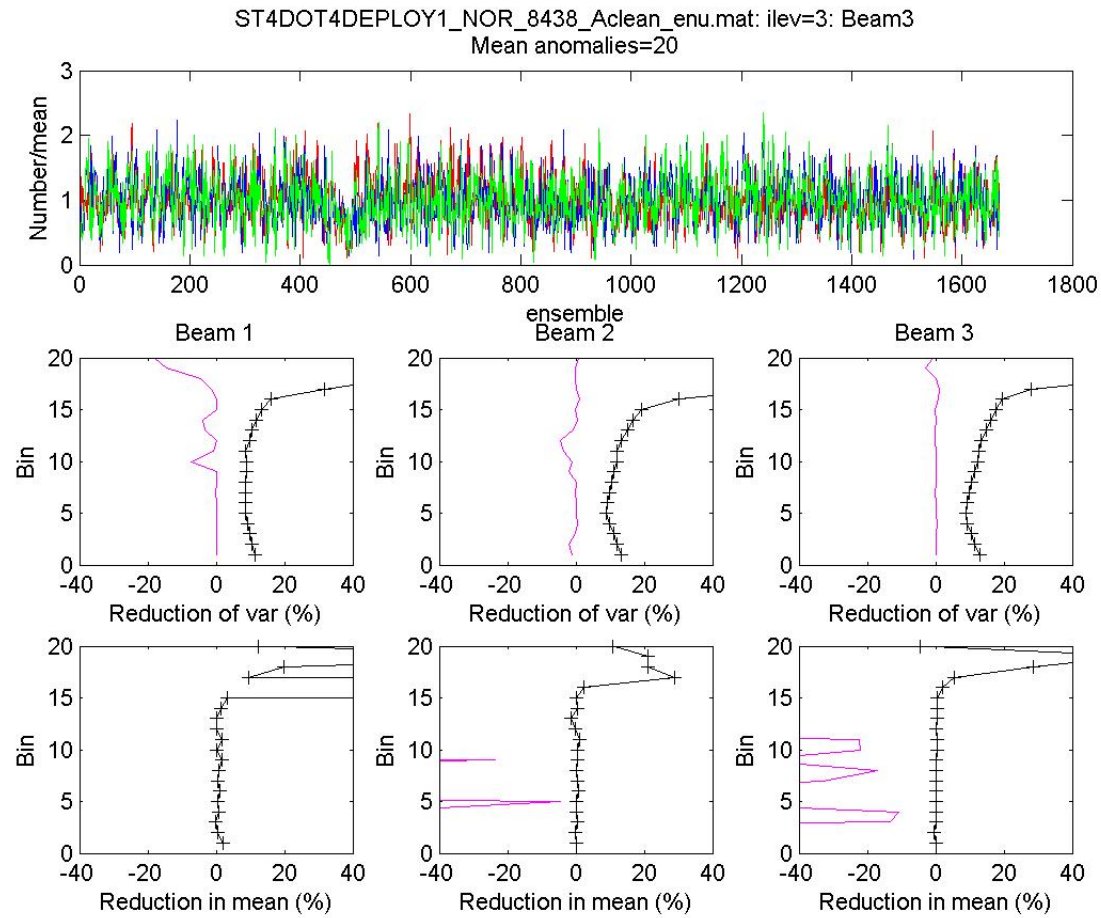 ST4DOT4DEPLOY1_NOR_8438_Aclean_enu.mat: ilev=3: Beam3
Mean anomalies=20
Number/mean
3
2
1
0
0 200 400 600 800 1000 1200 1400 1600 1800
ensemble
Beam 1 Beam 2 Beam 3
20 20 20
15 15 15
Bin Bin Bin
10 10 10
5 5 5
0 0 0
-40 -20 0 20 40 -40 -20 0 20 40 -40 -20 0 20 40
Reduction of var (%) Reduction of var (%) Reduction of var (%)
20 20 20
15 15 15
Bin Bin Bin
10 10 10
5 5 5
0 0 0
-40 -20 0 20 40 -40 -20 0 20 40 -40 -20 0 20 40
Reduction in mean (%) Reduction in mean (%) Reduction in mean (%)